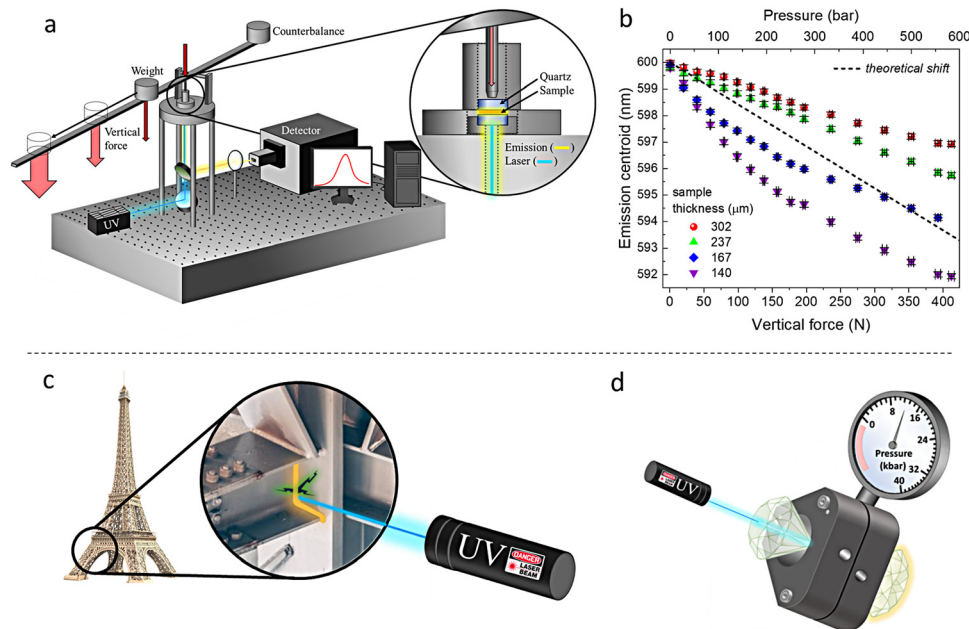 a
Counterbalance
Weight
Vertical
force
Detector
UV
Quartz
Sample
Emission ( )
Laser ( )
b
Pressure (bar)
0 100 200 300 400 500 600
600
599
598
597
596
595
594
593
592
Emission centroid (nm)
theoretical shift
sample
thickness (μm)
302
237
167
140
0 50 100 150 200 250 300 350 400
Vertical force (N)
c
UV
DANGER
LASER
BEAM
d
UV
0
8
16
24
32
40
Pressure
(kbar)